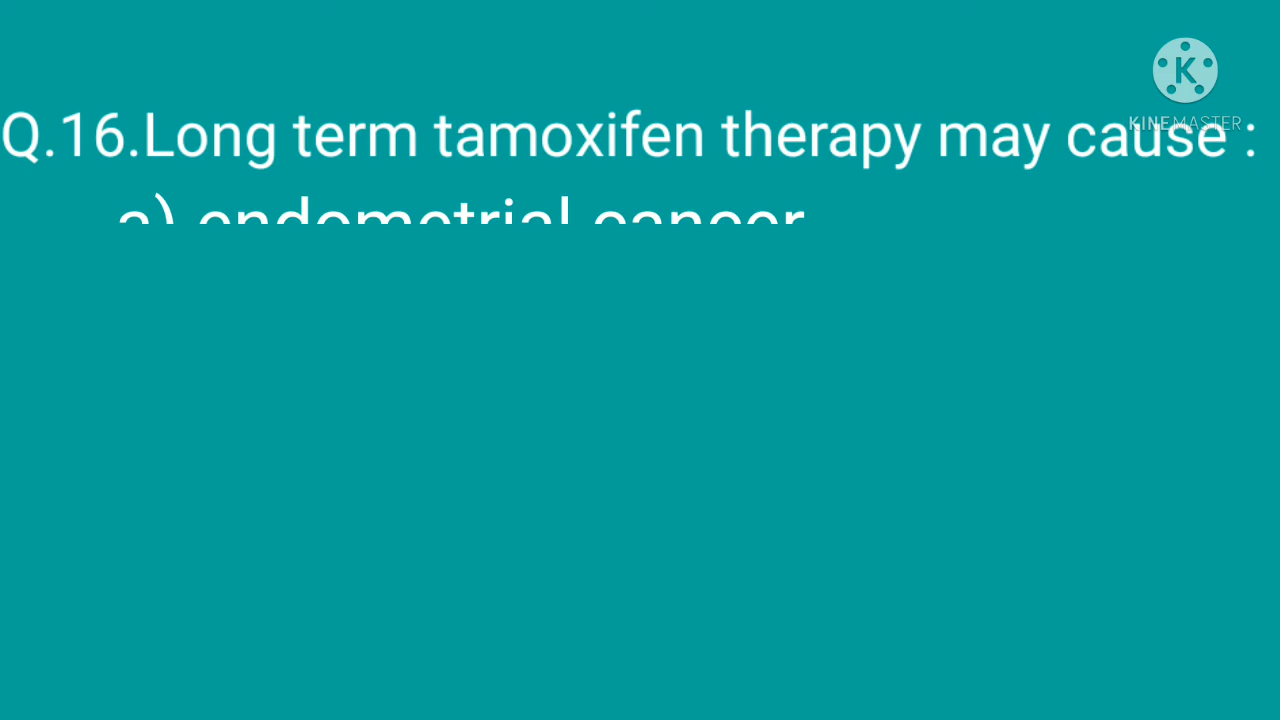 K
KINEMASTER
Q.16.Long term tamoxifen therapy may cause :
a) endometrial cancer